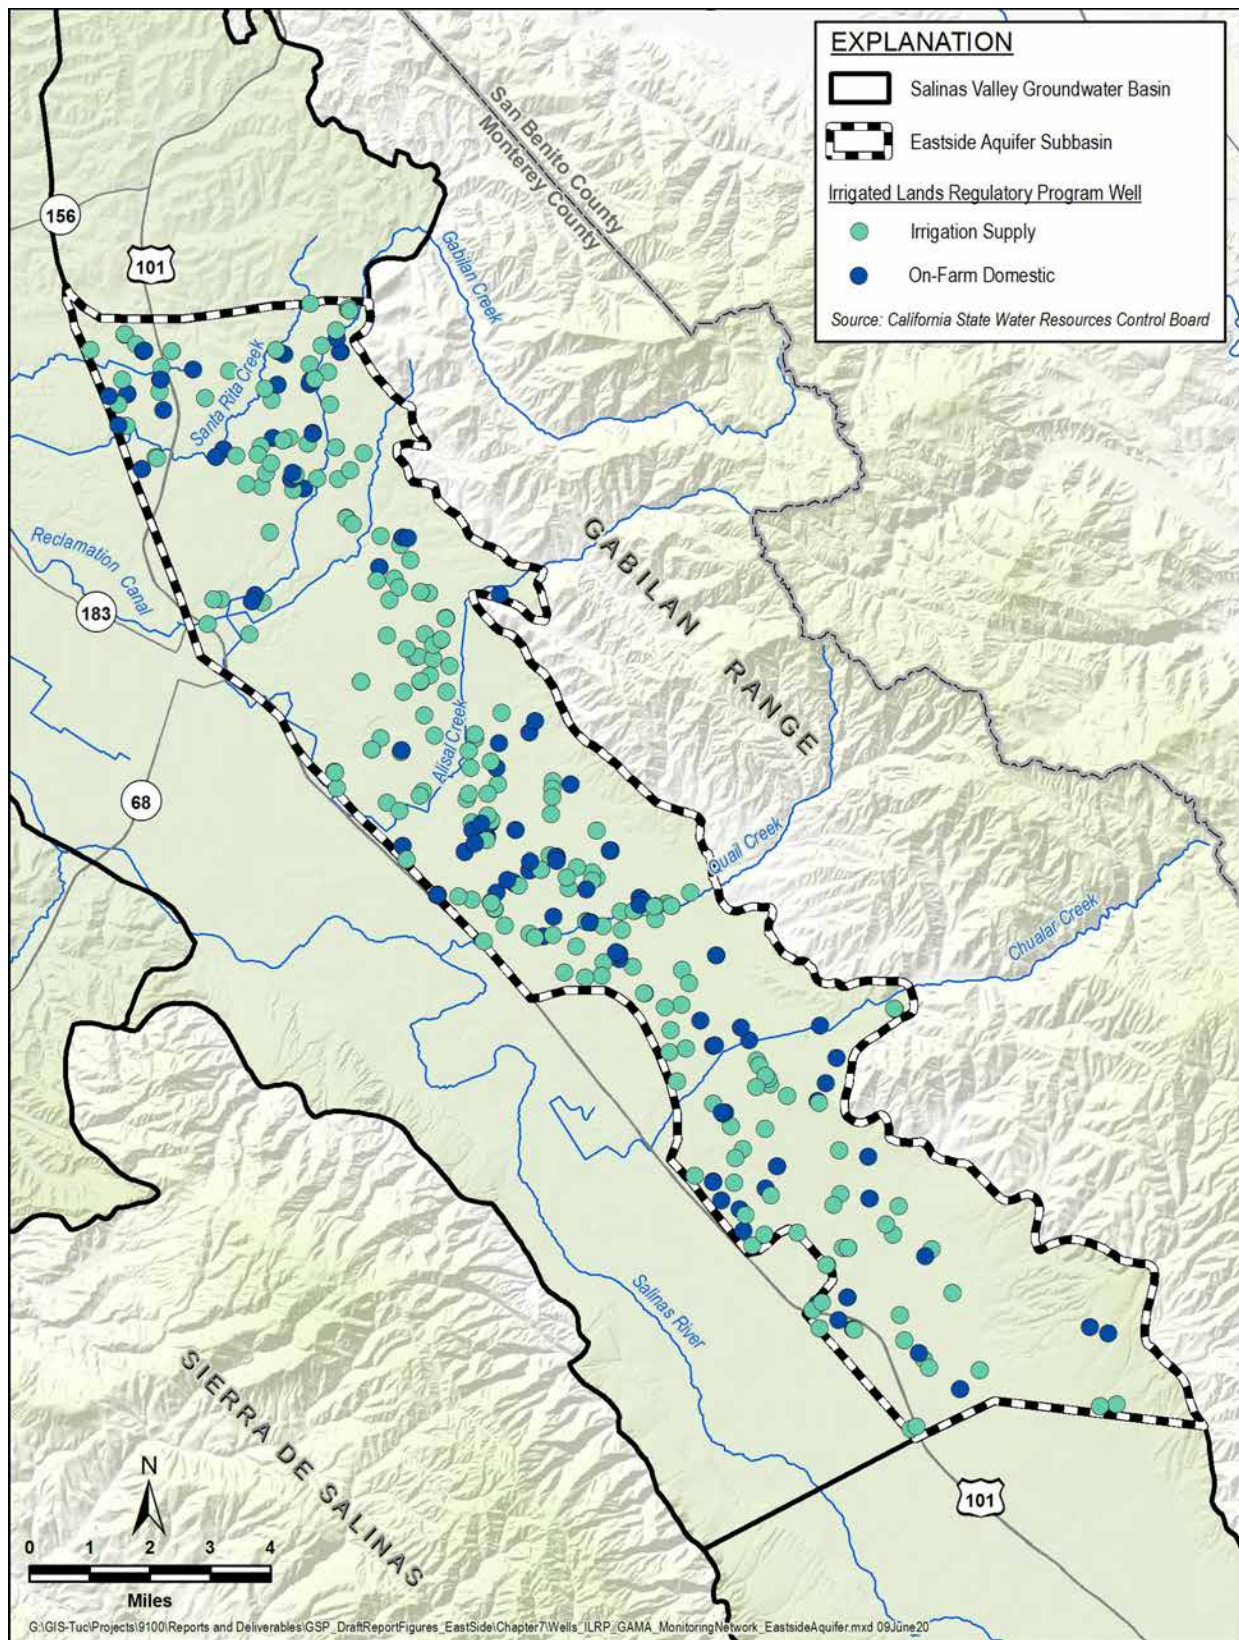 EXPLANATION
Salinas Valley Groundwater Basin
Eastside Aquifer Subbasin
Irrigated Lands Regulatory Program Well
Irrigation Supply
On-Farm Domestic
Source: California State Water Resources Control Board
San Benito County
Monterey County
156
101
Gabilan Creek
Santa Rita Creek
Reclamation Canal
183
GABILAN RANGE
68
Alisal Creek
Quail Creek
Chualar Creek
Salinas River
SIERRA DE SALINAS
101
N
0 1 2 3 4
Miles
G:\GIS-Tuc\Projects\9100\Reports and Deliverables\GSP_DraftReportFigures_EastSide\Chapter7\Wells_ILRP_GAMA_MonitoringNetwork_EastsideAquifer.mxd 09June20